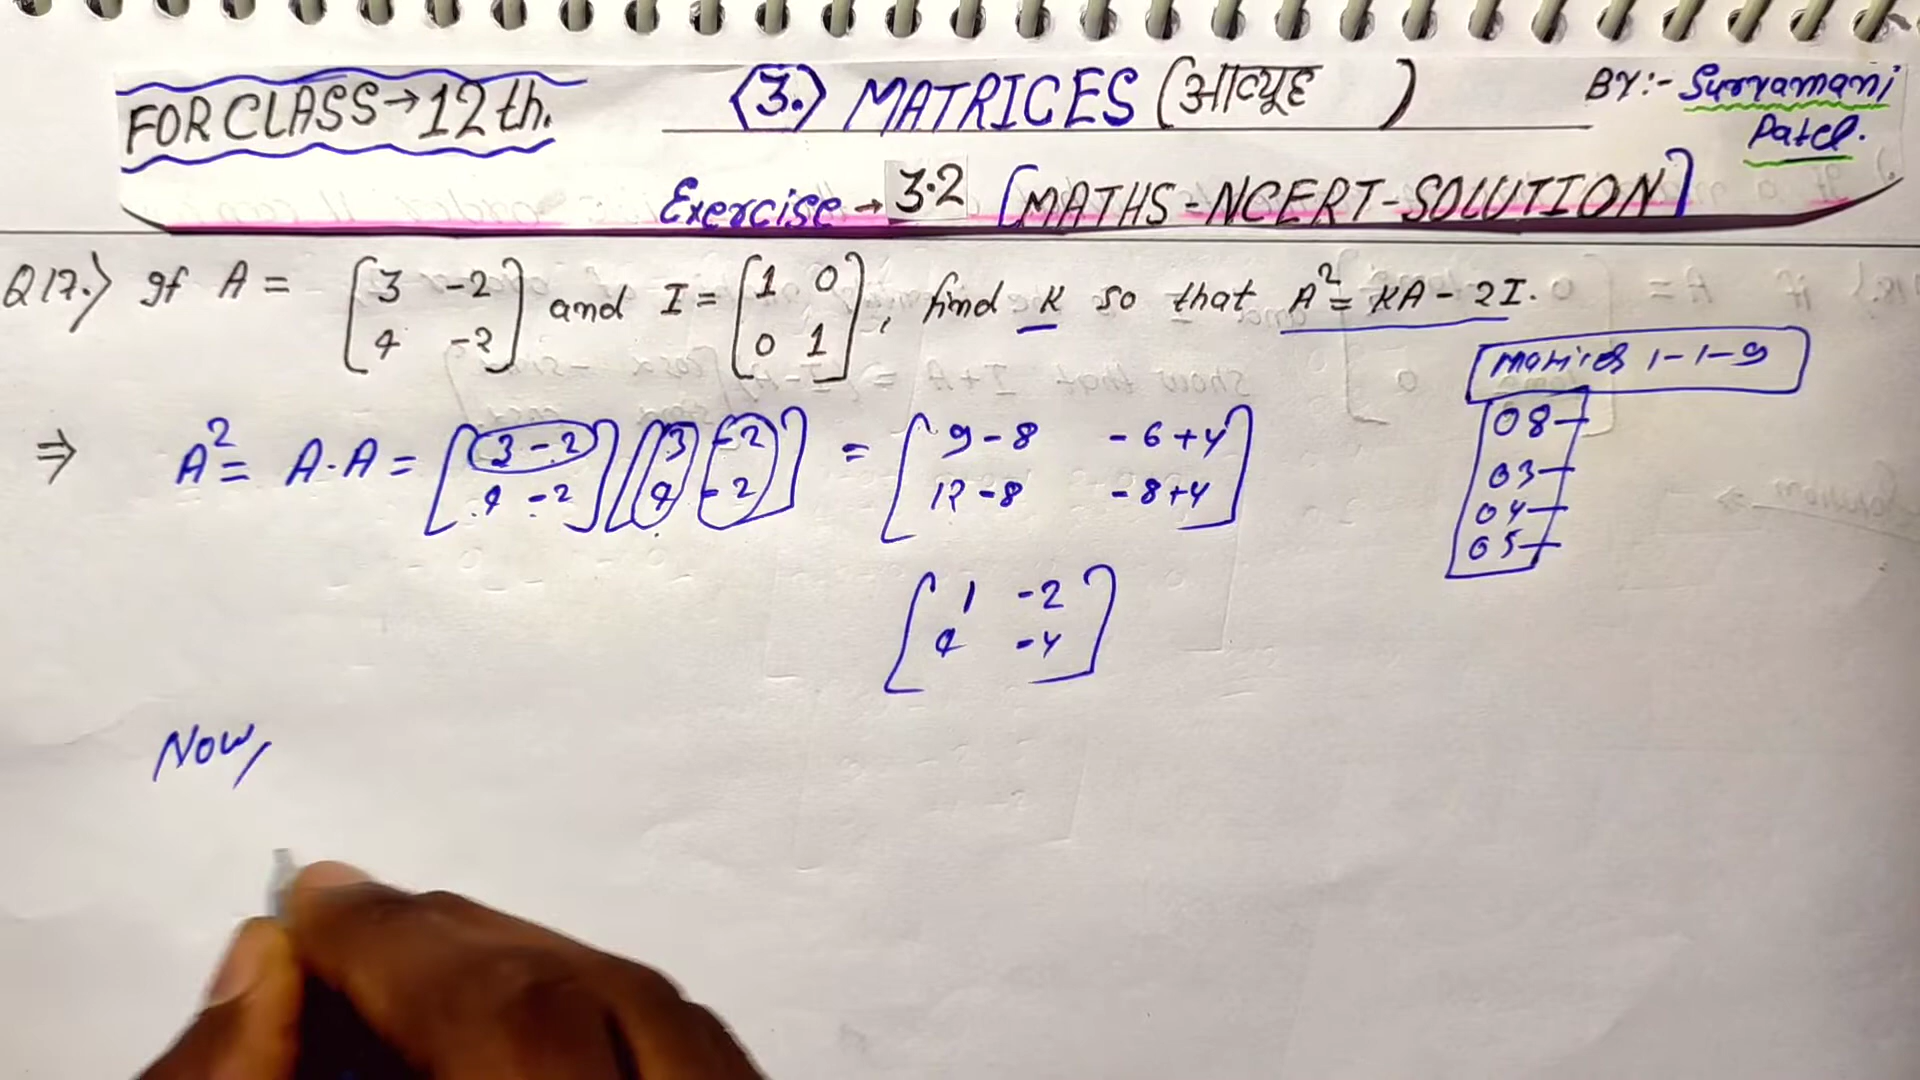 FOR CLASS→12th.
(3.) MATRICES (आव्यूह )
BY:- Suryamani Patel.
Exercise → 3.2 [MATHS-NCERT-SOLUTION]
Q17.) If A = [3 -2 and I = [1 0 , find K so that A² = KA - 2I.
4 -2] 0 1]
Matrices 1-1-9
08-
03-
04-
05-
⇒ A² = A·A = [3 -2 [3 -2 = [9-8 -6+4
4 -2] 4 -2] 12-8 -8+4]
[1 -2
4 -4]
Now,